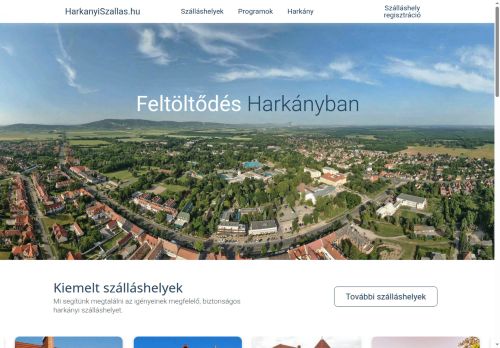 HarkanyiSzallas.hu
Szálláshelyek
Programok
Harkány
Szálláshely
regisztráció
Feltöltődés Harkányban
Kiemelt szálláshelyek
Mi segítünk megtalálni az igényeinek megfelelő, biztonságos
harkányi szálláshelyet.
További szálláshelyek